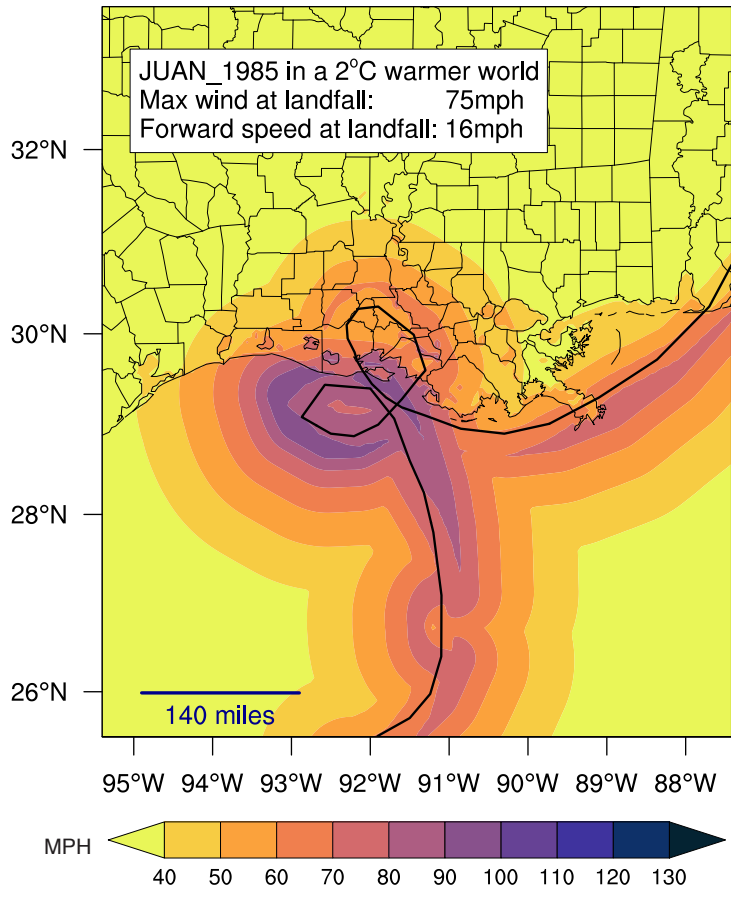 JUAN_1985 in a 2°C warmer world
Max wind at landfall: 75mph
Forward speed at landfall: 16mph
32°N
30°N
28°N
26°N
140 miles
95°W 94°W 93°W 92°W 91°W 90°W 89°W 88°W
MPH
40 50 60 70 80 90 100 110 120 130